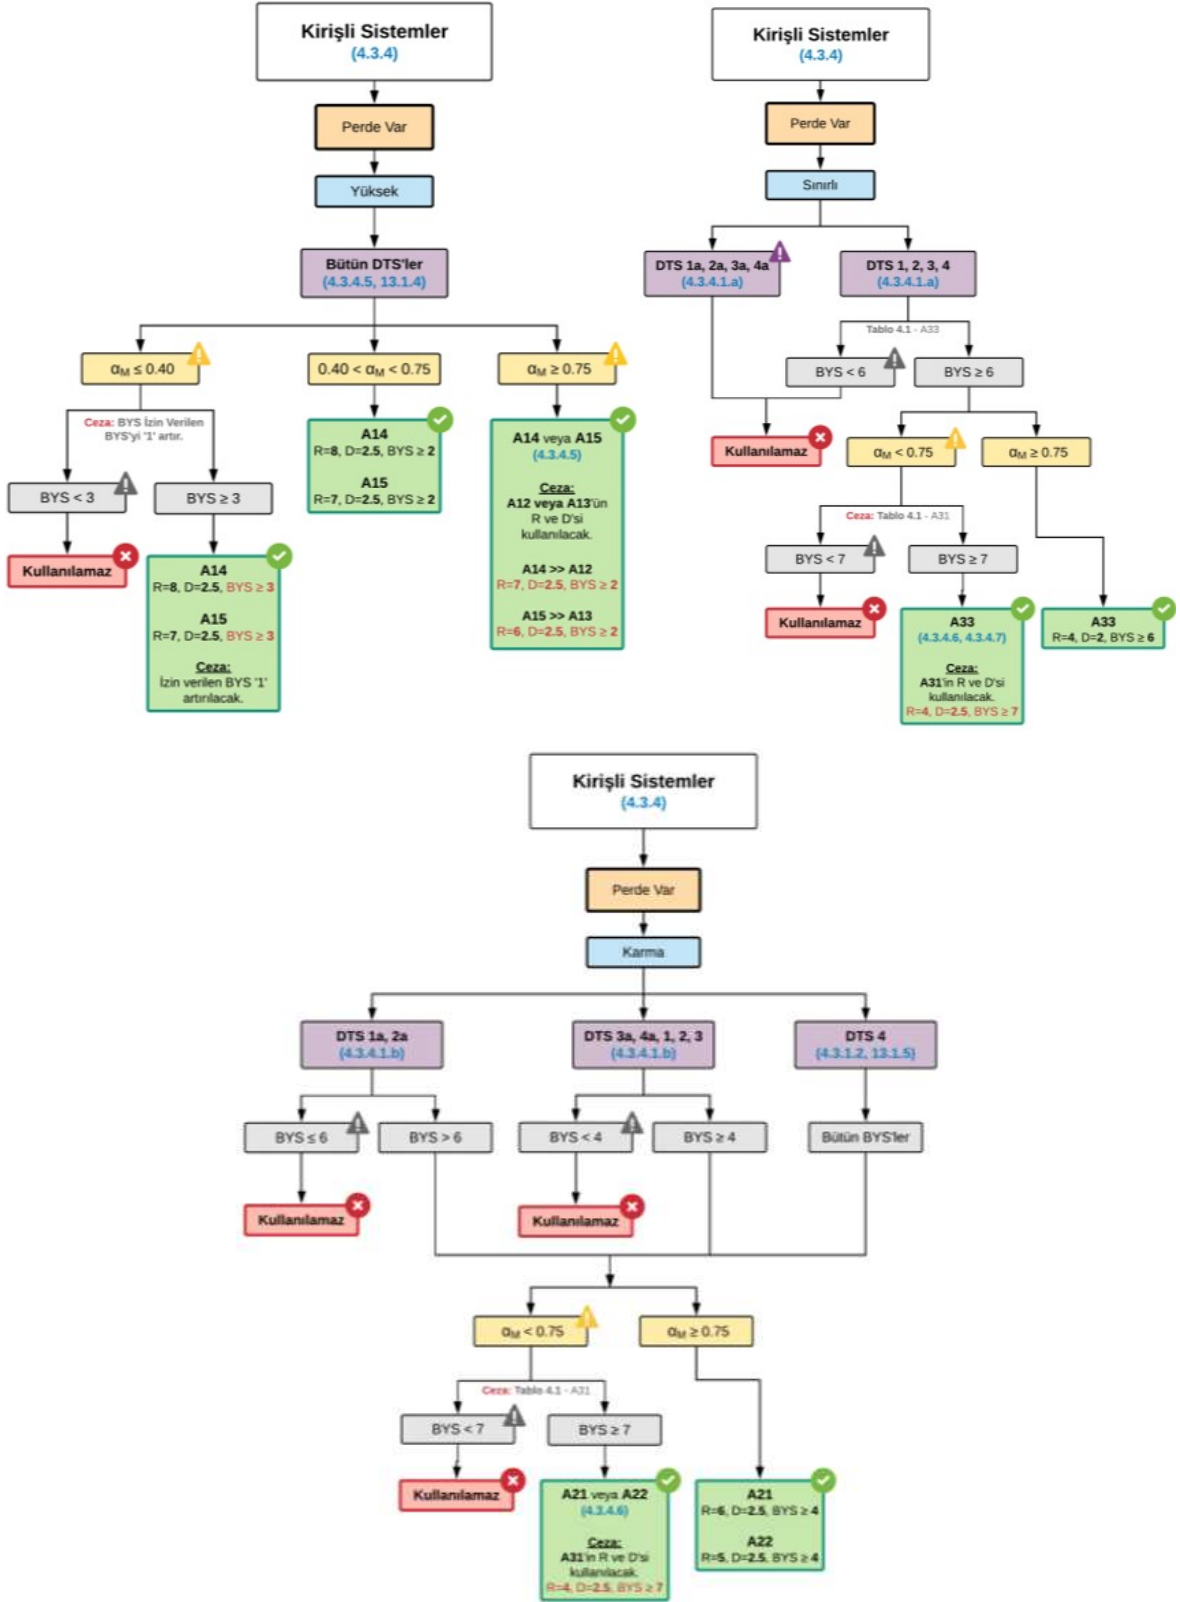 Kirişli Sistemler
(4.3.4)
Perde Var
Yüksek
Bütün DTS'ler
(4.3.4.5, 13.1.4)
αM ≤ 0.40
0.40 < αM < 0.75
αM ≥ 0.75
Ceza: BYS İzin Verilen
BYS'yi '1' artır.
BYS < 3
BYS ≥ 3
Kullanılamaz
A14
R=8, D=2.5, BYS ≥ 3
A15
R=7, D=2.5, BYS ≥ 3
Ceza:
İzin verilen BYS '1'
artırılacak.
A14
R=8, D=2.5, BYS ≥ 2
A15
R=7, D=2.5, BYS ≥ 2
A14 veya A15
(4.3.4.5)
Ceza:
A12 veya A13'ün
R ve D'si
kullanılacak.
A14 >> A12
R=7, D=2.5, BYS ≥ 2
A15 >> A13
R=6, D=2.5, BYS ≥ 2
Kirişli Sistemler
(4.3.4)
Perde Var
Sınırlı
DTS 1a, 2a, 3a, 4a
(4.3.4.1.a)
DTS 1, 2, 3, 4
(4.3.4.1.a)
Tablo 4.1 - A33
BYS < 6
BYS ≥ 6
Kullanılamaz
αM < 0.75
αM ≥ 0.75
Ceza: Tablo 4.1 - A31
BYS < 7
BYS ≥ 7
Kullanılamaz
A33
(4.3.4.6, 4.3.4.7)
Ceza:
A31'in R ve D'si
kullanılacak.
R=4, D=2.5, BYS ≥ 7
A33
R=4, D=2, BYS ≥ 6
Kirişli Sistemler
(4.3.4)
Perde Var
Karma
DTS 1a, 2a
(4.3.4.1.b)
DTS 3a, 4a, 1, 2, 3
(4.3.4.1.b)
DTS 4
(4.3.1.2, 13.1.5)
BYS ≤ 6
BYS > 6
BYS < 4
BYS ≥ 4
Bütün BYS'ler
Kullanılamaz
Kullanılamaz
αM < 0.75
αM ≥ 0.75
Ceza: Tablo 4.1 - A31
BYS < 7
BYS ≥ 7
Kullanılamaz
A21 veya A22
(4.3.4.6)
Ceza:
A31'in R ve D'si
kullanılacak.
R=4, D=2.5, BYS ≥ 7
A21
R=6, D=2.5, BYS ≥ 4
A22
R=5, D=2.5, BYS ≥ 4